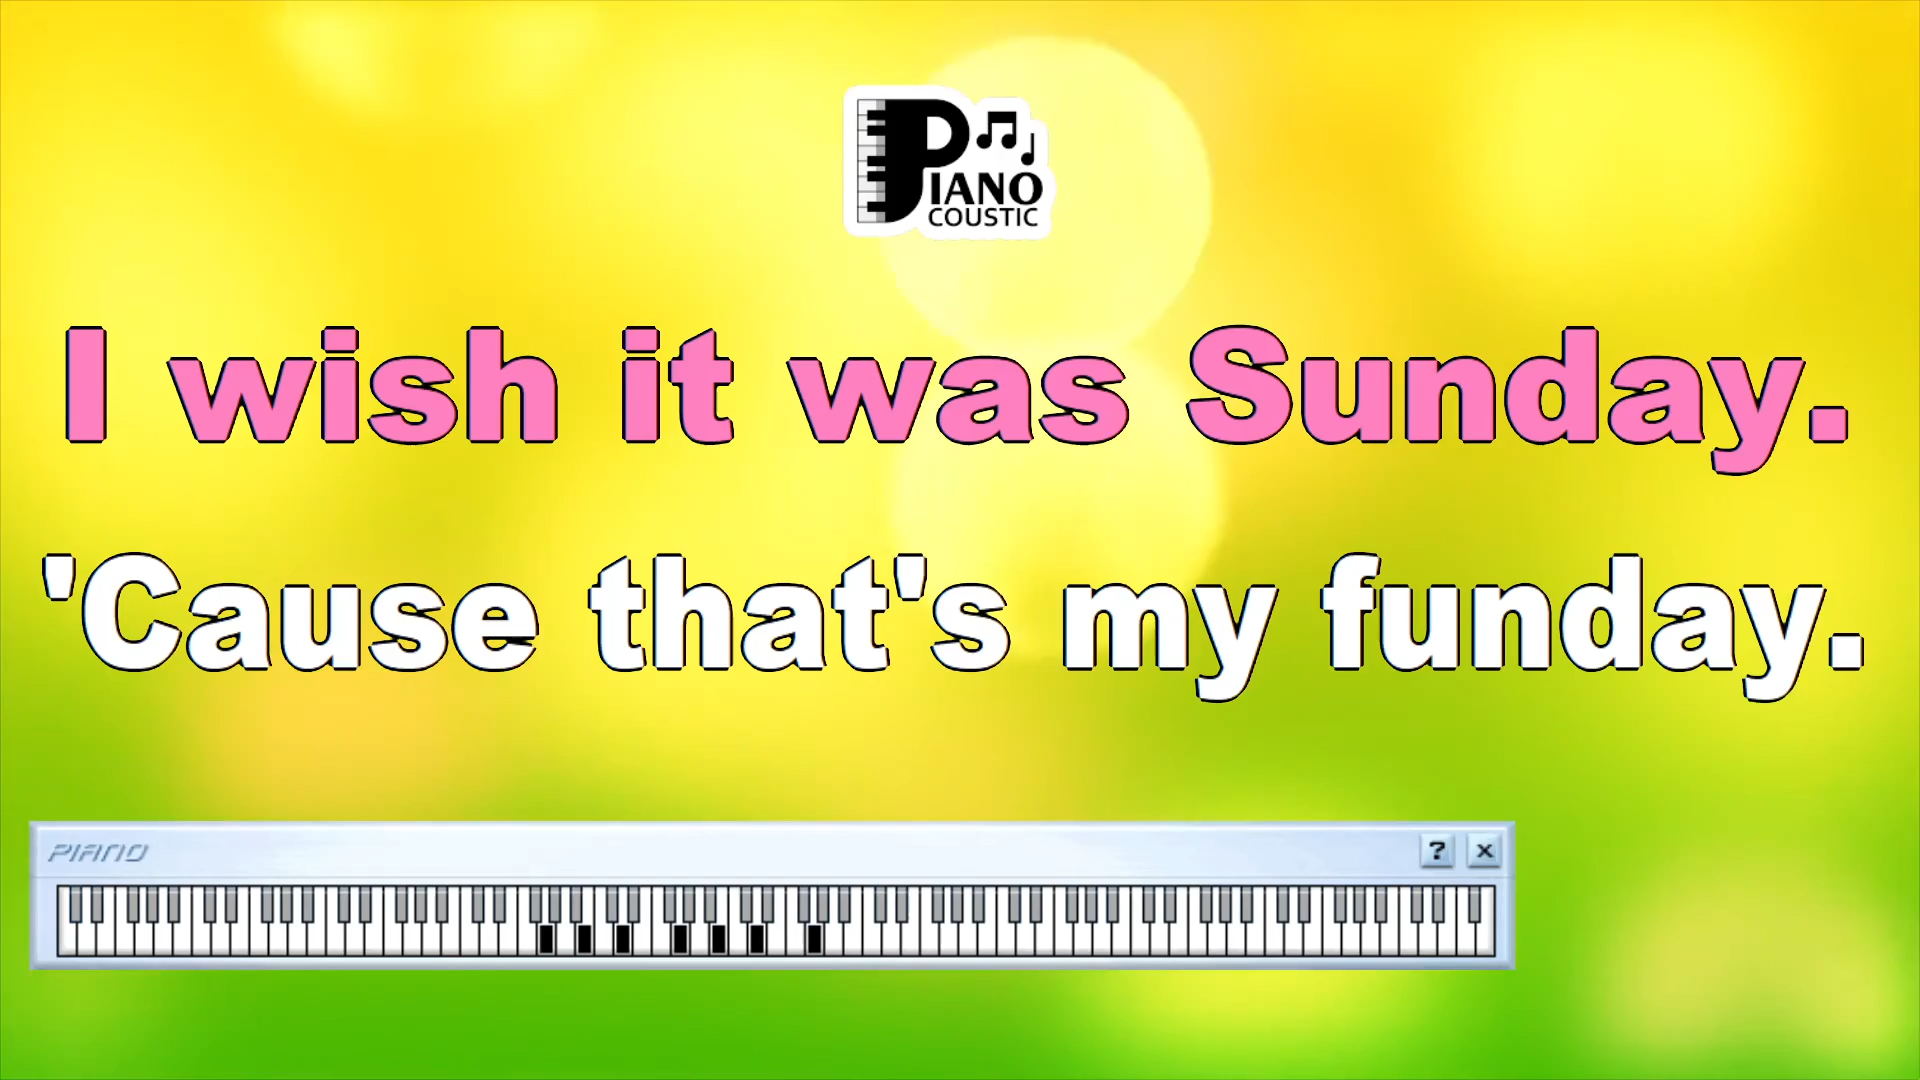 PIANO
COUSTIC
I wish it was Sunday.
'Cause that's my funday.
PIANO
? x